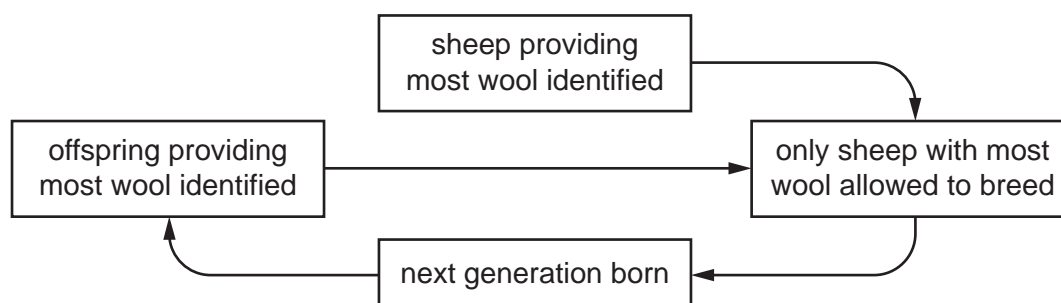 sheep providing
most wool identified
offspring providing
most wool identified
only sheep with most
wool allowed to breed
next generation born